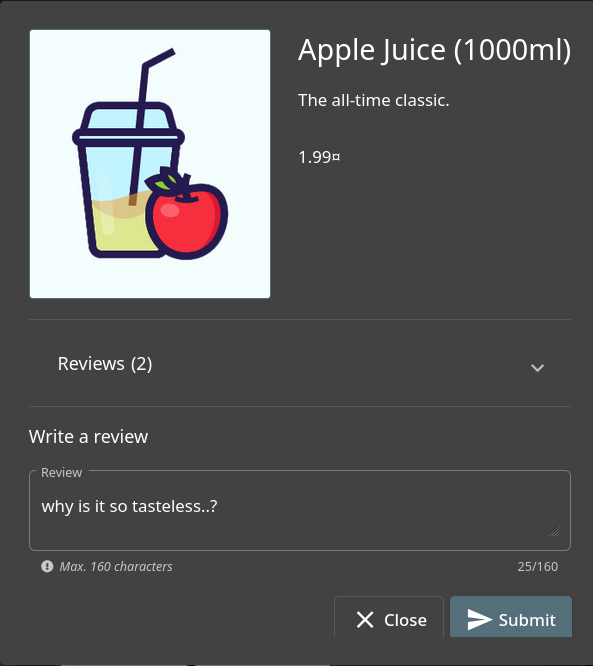 Apple Juice (1000ml)
The all-time classic.
1.99¤
Reviews (2)
Write a review
Review
why is it so tasteless..?
Max. 160 characters
25/160
Close
Submit